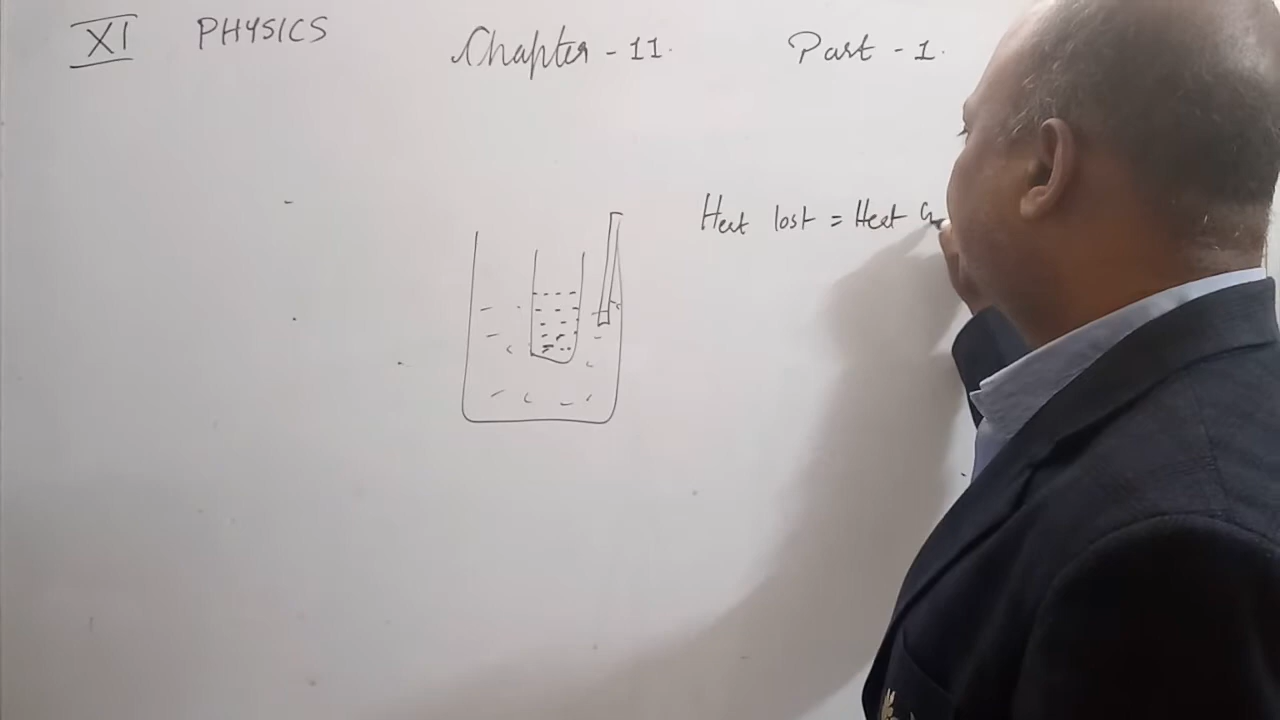 XI PHYSICS Chapter - 11. Part - 1.
Heat lost = Heat G